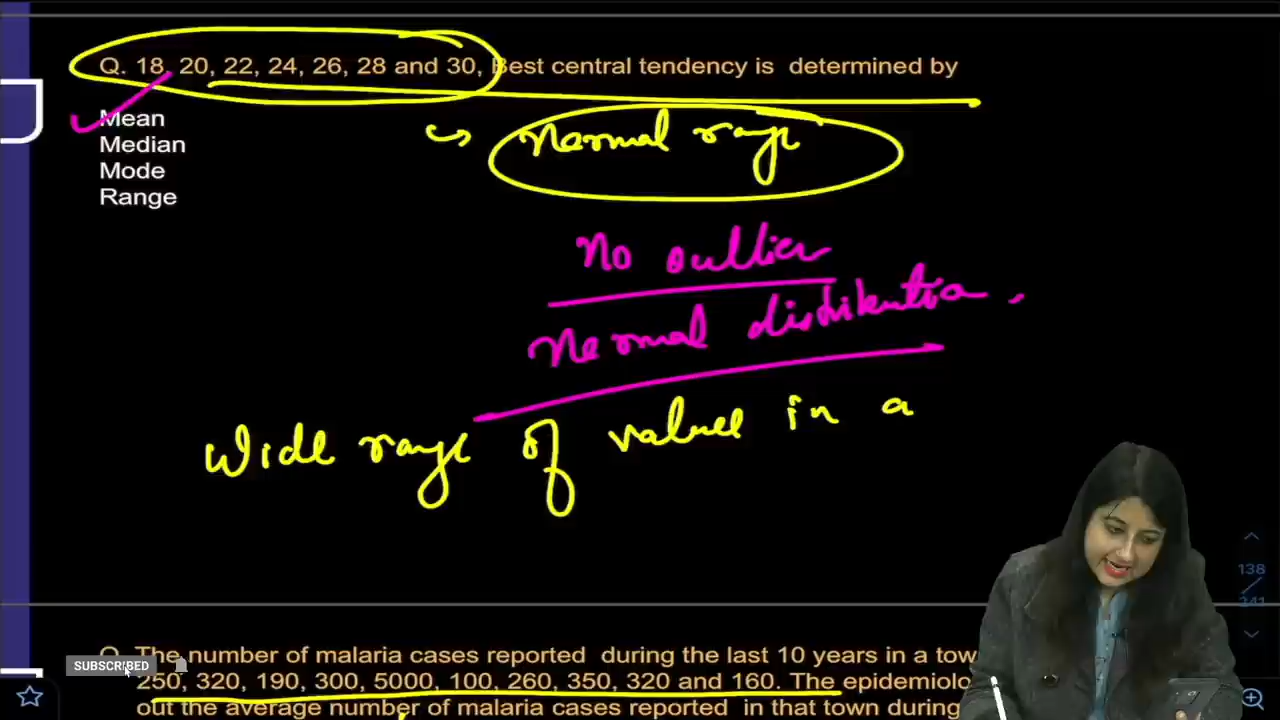 Q. 18, 20, 22, 24, 26, 28 and 30, Best central tendency is determined by
Mean
Median
Mode
Range
Normal range
No outlier
Normal distribution.
Wide range of values in a
138
241
Q. The number of malaria cases reported during the last 10 years in a tow
SUBSCRIBED
250, 320, 190, 300, 5000, 100, 260, 350, 320 and 160. The epidemiolo
out the average number of malaria cases reported in that town during